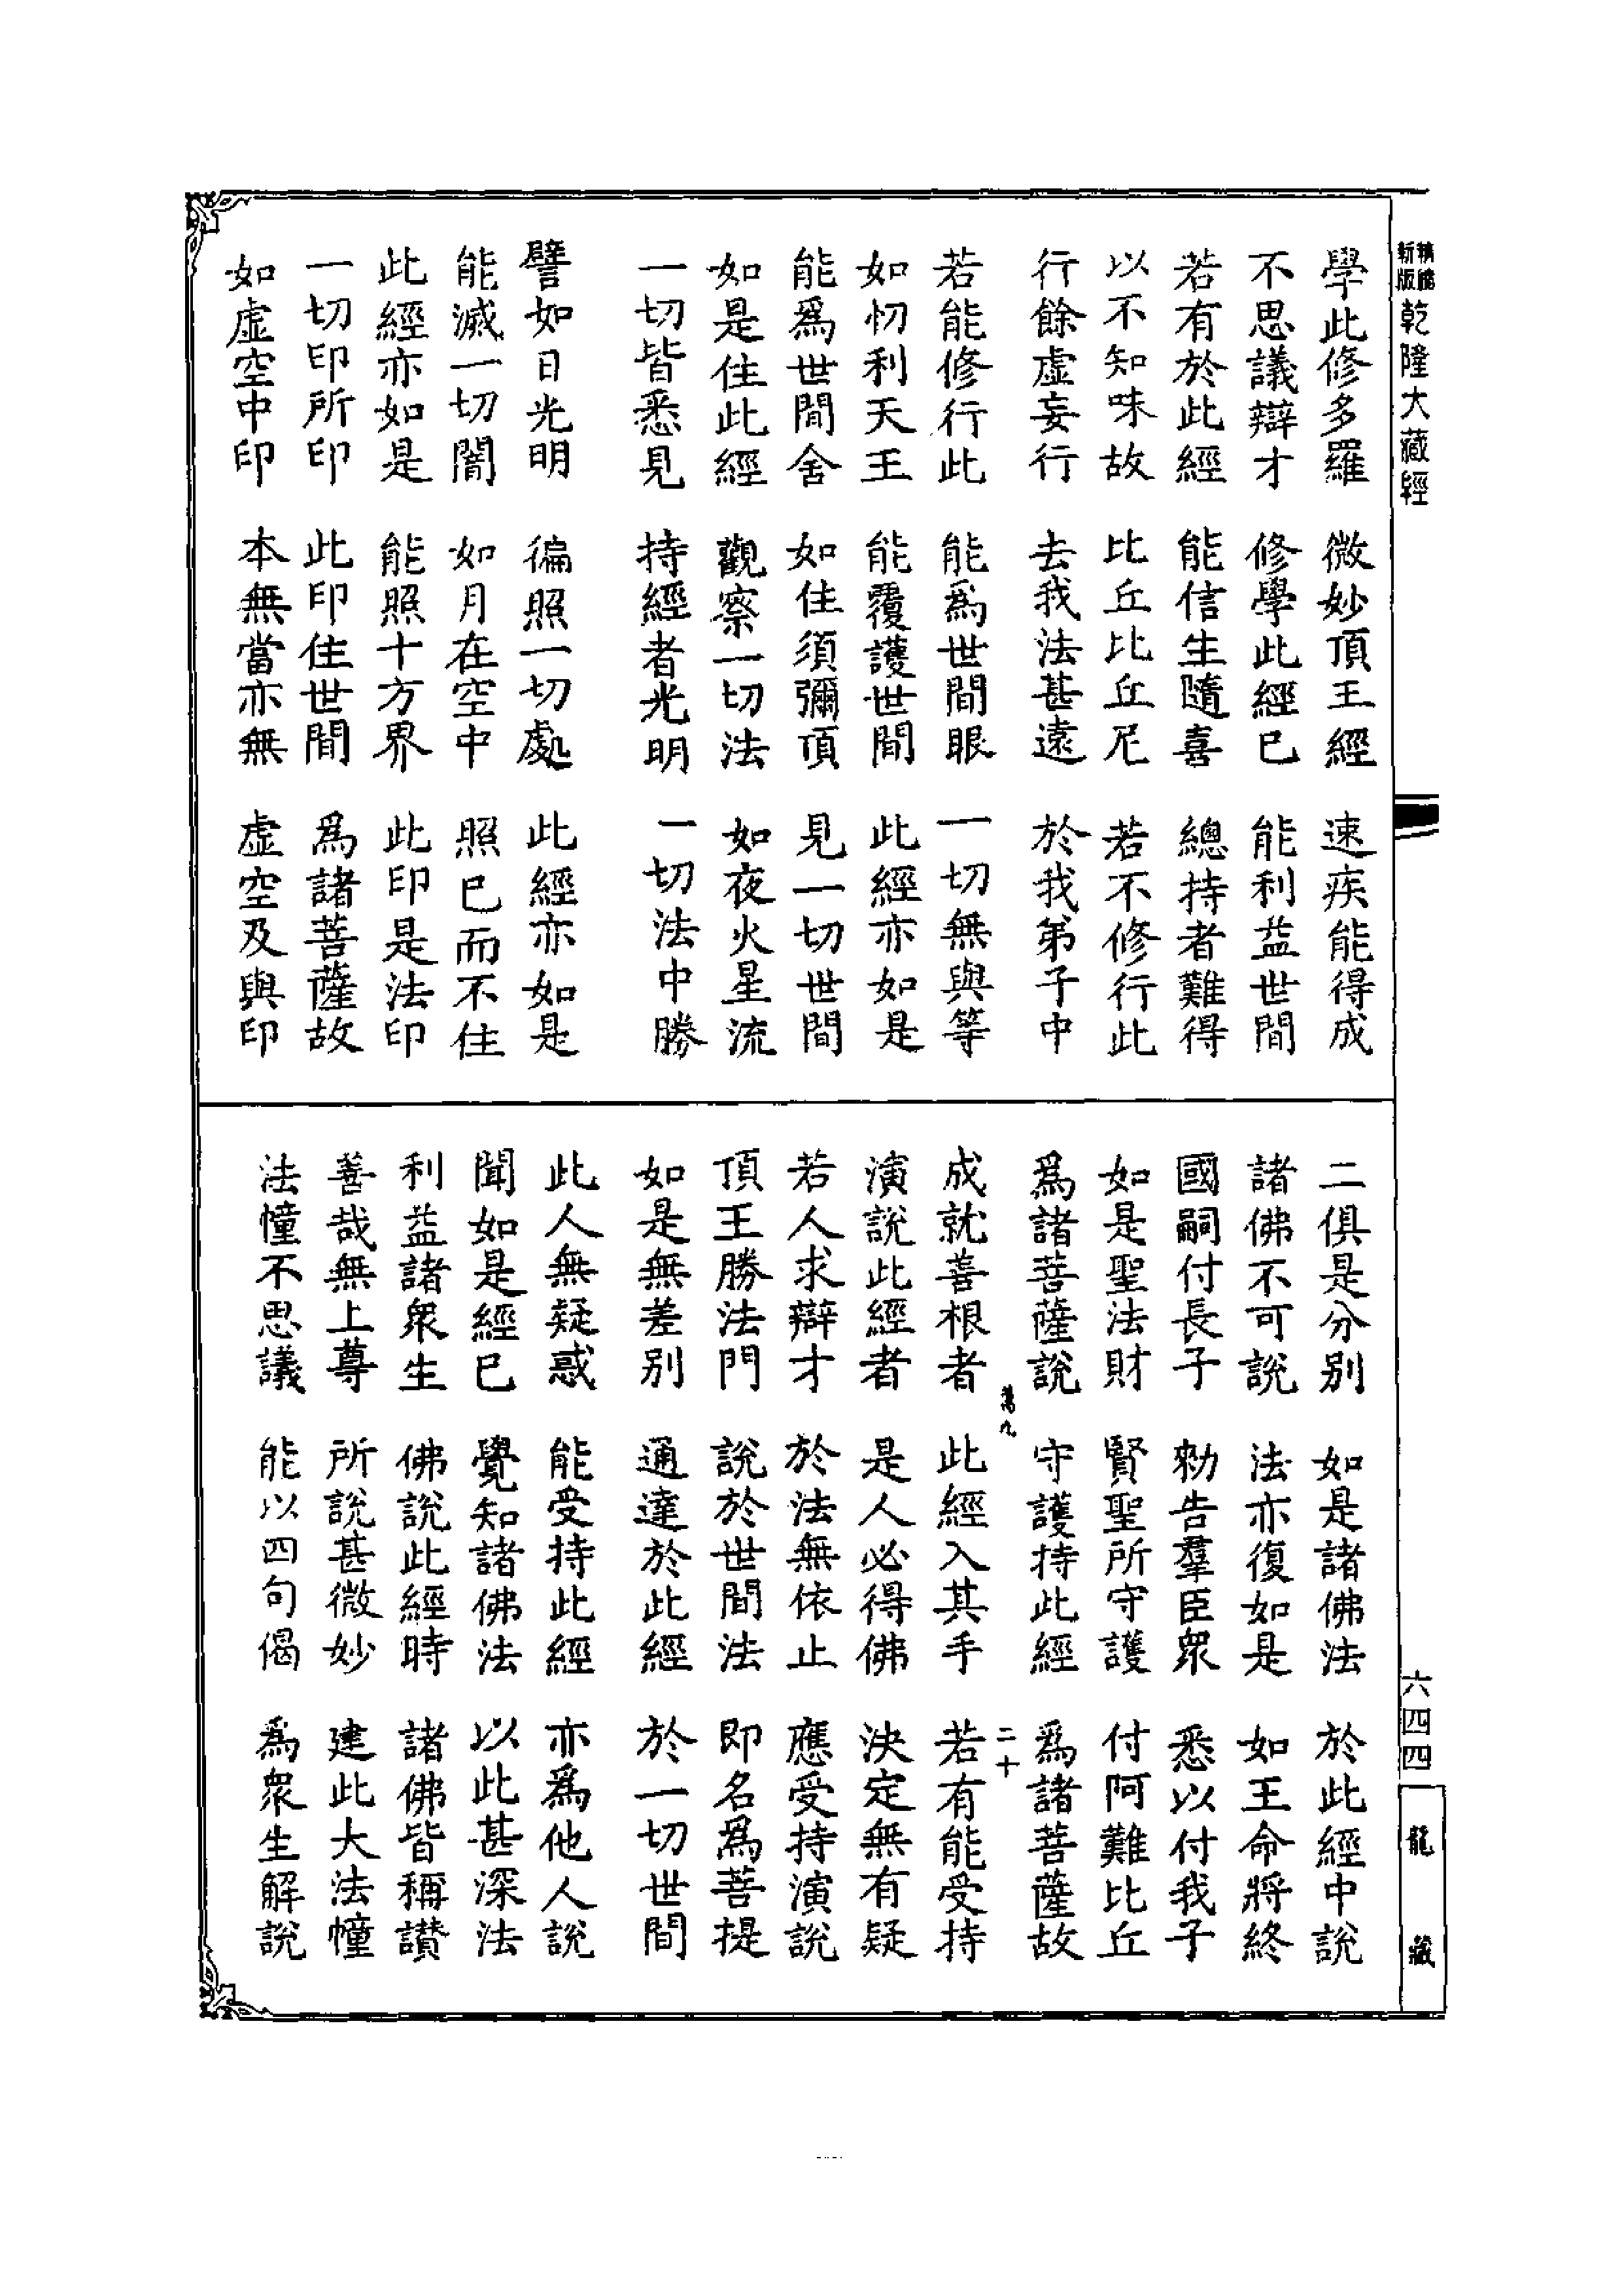 新版
乾隆大藏經
學此修多羅　微妙頂王經　速疾能得成
不思議辯才　修學此經已　能利益世間
若有於此經　能信生隨喜　總持者難得
以不知味故　比丘比丘尼　若不修行此
行餘虛妄行　去我法甚遠　於我弟子中
若能修行此　能為世間眼　一切無與等
如忉利天王　能覆護世間　此經亦如是
能為世間舍　如住須彌頂　見一切世間
如是住此經　觀察一切法　如夜火星流
一切皆悉見　持經者光明　一切法中勝
譬如日光明　徧照一切處　此經亦如是
能滅一切闇　如月在空中　照已而不住
此經亦如是　能照十方界　此印是法印
一切印所印　此印住世間　為諸菩薩故
如虛空中印　本無當亦無　虛空及與印
二俱是分別　如是諸佛法　於此經中說
諸佛不可說　法亦復如是　如王命將終
國嗣付長子　勑告羣臣眾　悉以付我子
如是聖法財　賢聖所守護　付阿難比丘
為諸菩薩說　守護持此經　為諸菩薩故
萬九　二十
成就善根者　此經入其手　若有能受持
演說此經者　是人必得佛　決定無有疑
若人求辯才　於法無依止　應受持演說
頂王勝法門　說於世間法　即名為菩提
如是無差別　通達於此經　於一切世間
此人無疑惑　能受持此經　亦為他人說
聞如是經已　覺知諸佛法　以此甚深法
利益諸眾生　佛說此經時　諸佛皆稱讚
善哉無上尊　所說甚微妙　建此大法幢
法幢不思議　能以四句偈　為眾生解說
六四四
龍藏